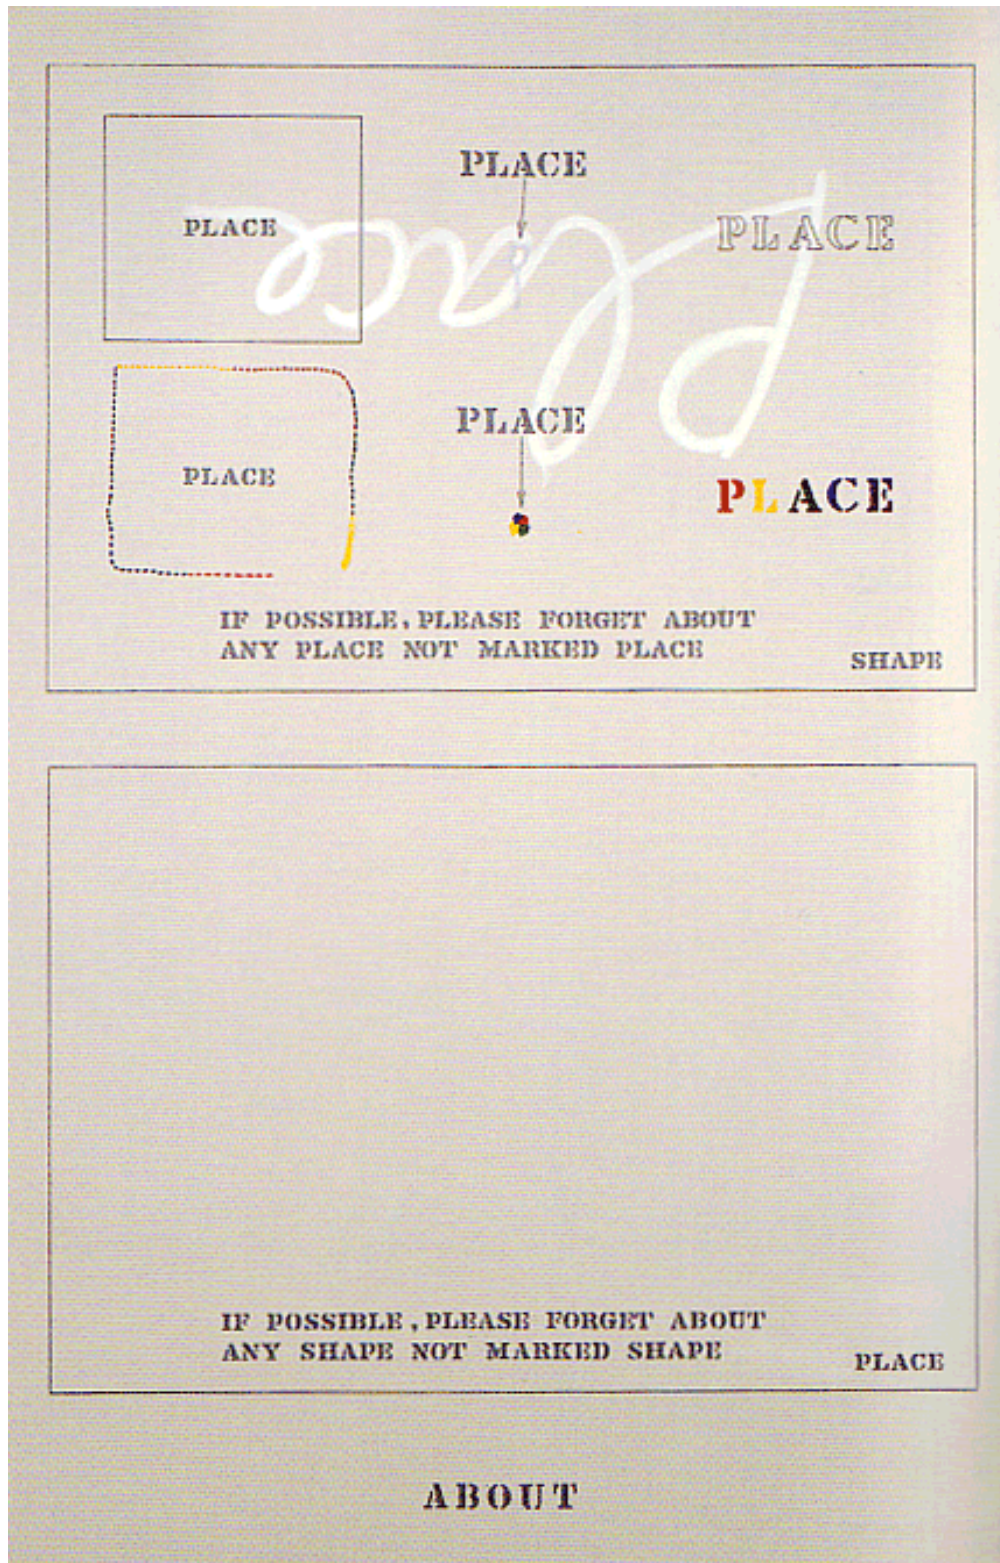 PLACE
PLACE
PLACE
Place
PLACE
PLACE
PLACE
IF POSSIBLE, PLEASE FORGET ABOUT
ANY PLACE NOT MARKED PLACE
SHAPE
IF POSSIBLE, PLEASE FORGET ABOUT
ANY SHAPE NOT MARKED SHAPE
PLACE
ABOUT